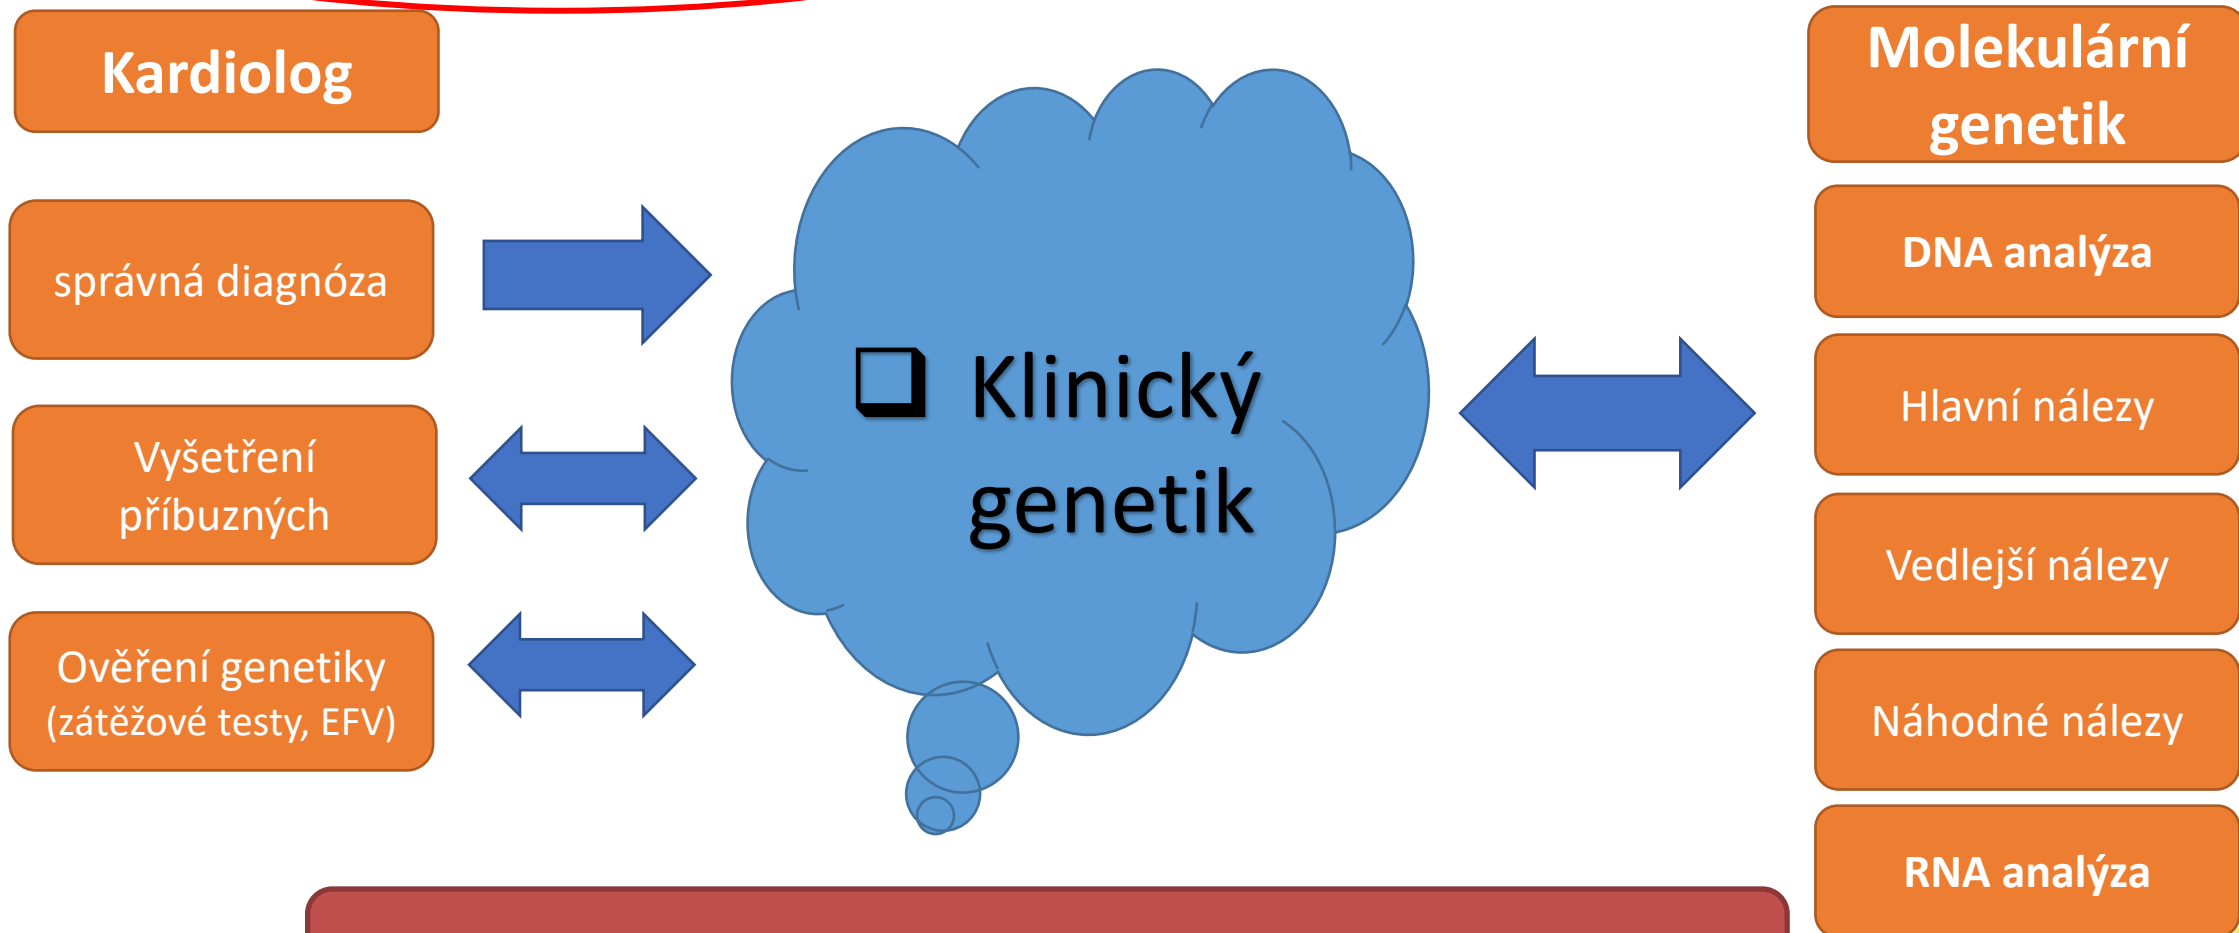 Kardiolog
správná diagnóza
Vyšetření
příbuzných
Ověření genetiky
(zátěžové testy, EFV)
❑ Klinický
genetik
Molekulární
genetik
DNA analýza
Hlavní nálezy
Vedlejší nálezy
Náhodné nálezy
RNA analýza